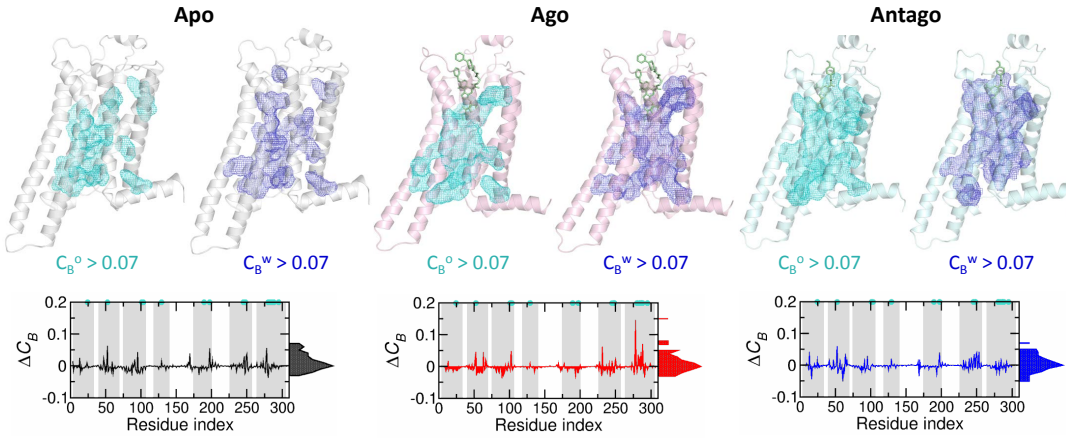 Apo Ago Antago
C_B^o > 0.07 C_B^w > 0.07 C_B^o > 0.07 C_B^w > 0.07 C_B^o > 0.07 C_B^w > 0.07
0.2 0.2 0.2
0.1 0.1 0.1
ΔC_B ΔC_B ΔC_B
0 0 0
-0.1 -0.1 -0.1
0 50 100 150 200 250 300 0 50 100 150 200 250 300 0 50 100 150 200 250 300
Residue index Residue index Residue index